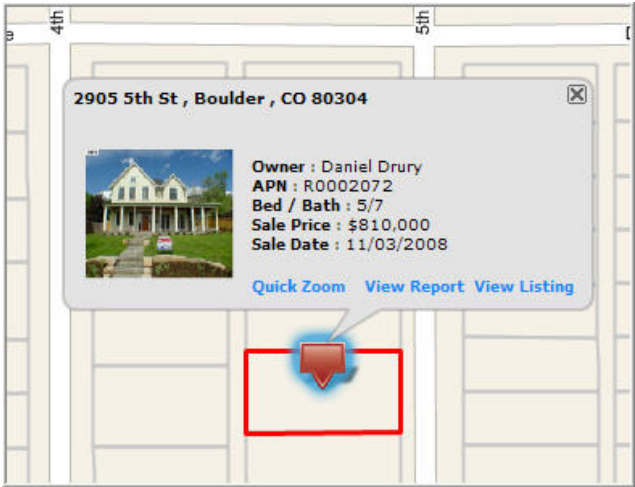 4th
5th
e
2905 5th St , Boulder , CO 80304
Owner : Daniel Drury
APN : R0002072
Bed / Bath : 5/7
Sale Price : $810,000
Sale Date : 11/03/2008
Quick Zoom View Report View Listing